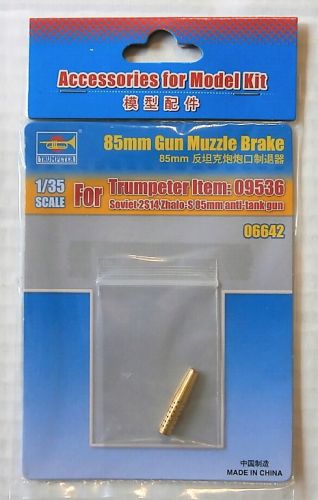 Accessories for Model Kit
模型配件
85mm Gun Muzzle Brake
85mm 反坦克炮炮口制退器
TRUMPETER
1/35
SCALE
For
Trumpeter Item: 09536
Soviet 2S14 Zhalo-S 85mm anti-tank gun
06642
中国制造
MADE IN CHINA